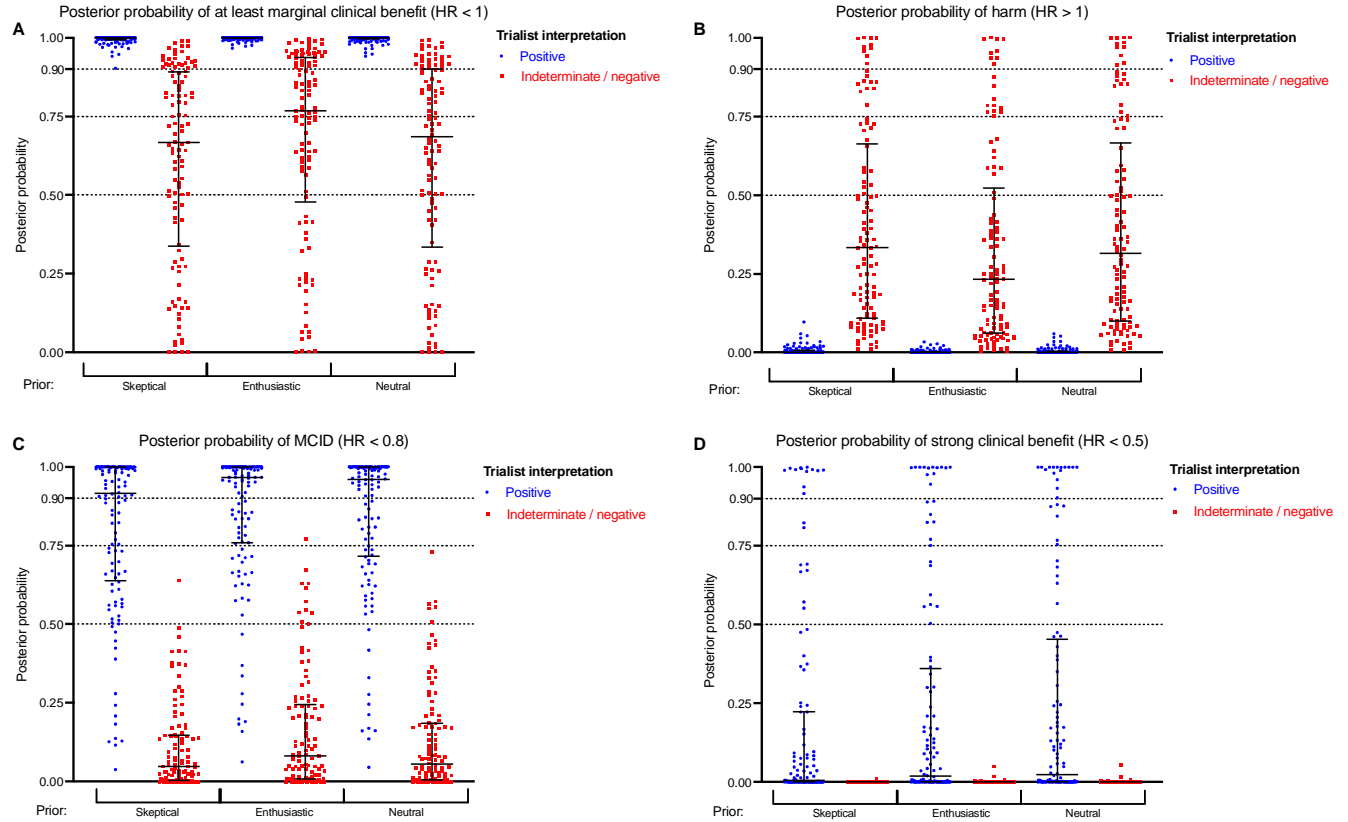 A
Posterior probability of at least marginal clinical benefit (HR < 1)
Posterior probability
1.00
0.90
0.75
0.50
0.25
0.00
Trialist interpretation
Positive
Indeterminate / negative
Prior:
Skeptical
Enthusiastic
Neutral
B
Posterior probability of harm (HR > 1)
Posterior probability
1.00
0.90
0.75
0.50
0.25
0.00
Trialist interpretation
Positive
Indeterminate / negative
Prior:
Skeptical
Enthusiastic
Neutral
C
Posterior probability of MCID (HR < 0.8)
Posterior probability
1.00
0.90
0.75
0.50
0.25
0.00
Trialist interpretation
Positive
Indeterminate / negative
Prior:
Skeptical
Enthusiastic
Neutral
D
Posterior probability of strong clinical benefit (HR < 0.5)
Posterior probability
1.00
0.90
0.75
0.50
0.25
0.00
Trialist interpretation
Positive
Indeterminate / negative
Prior:
Skeptical
Enthusiastic
Neutral